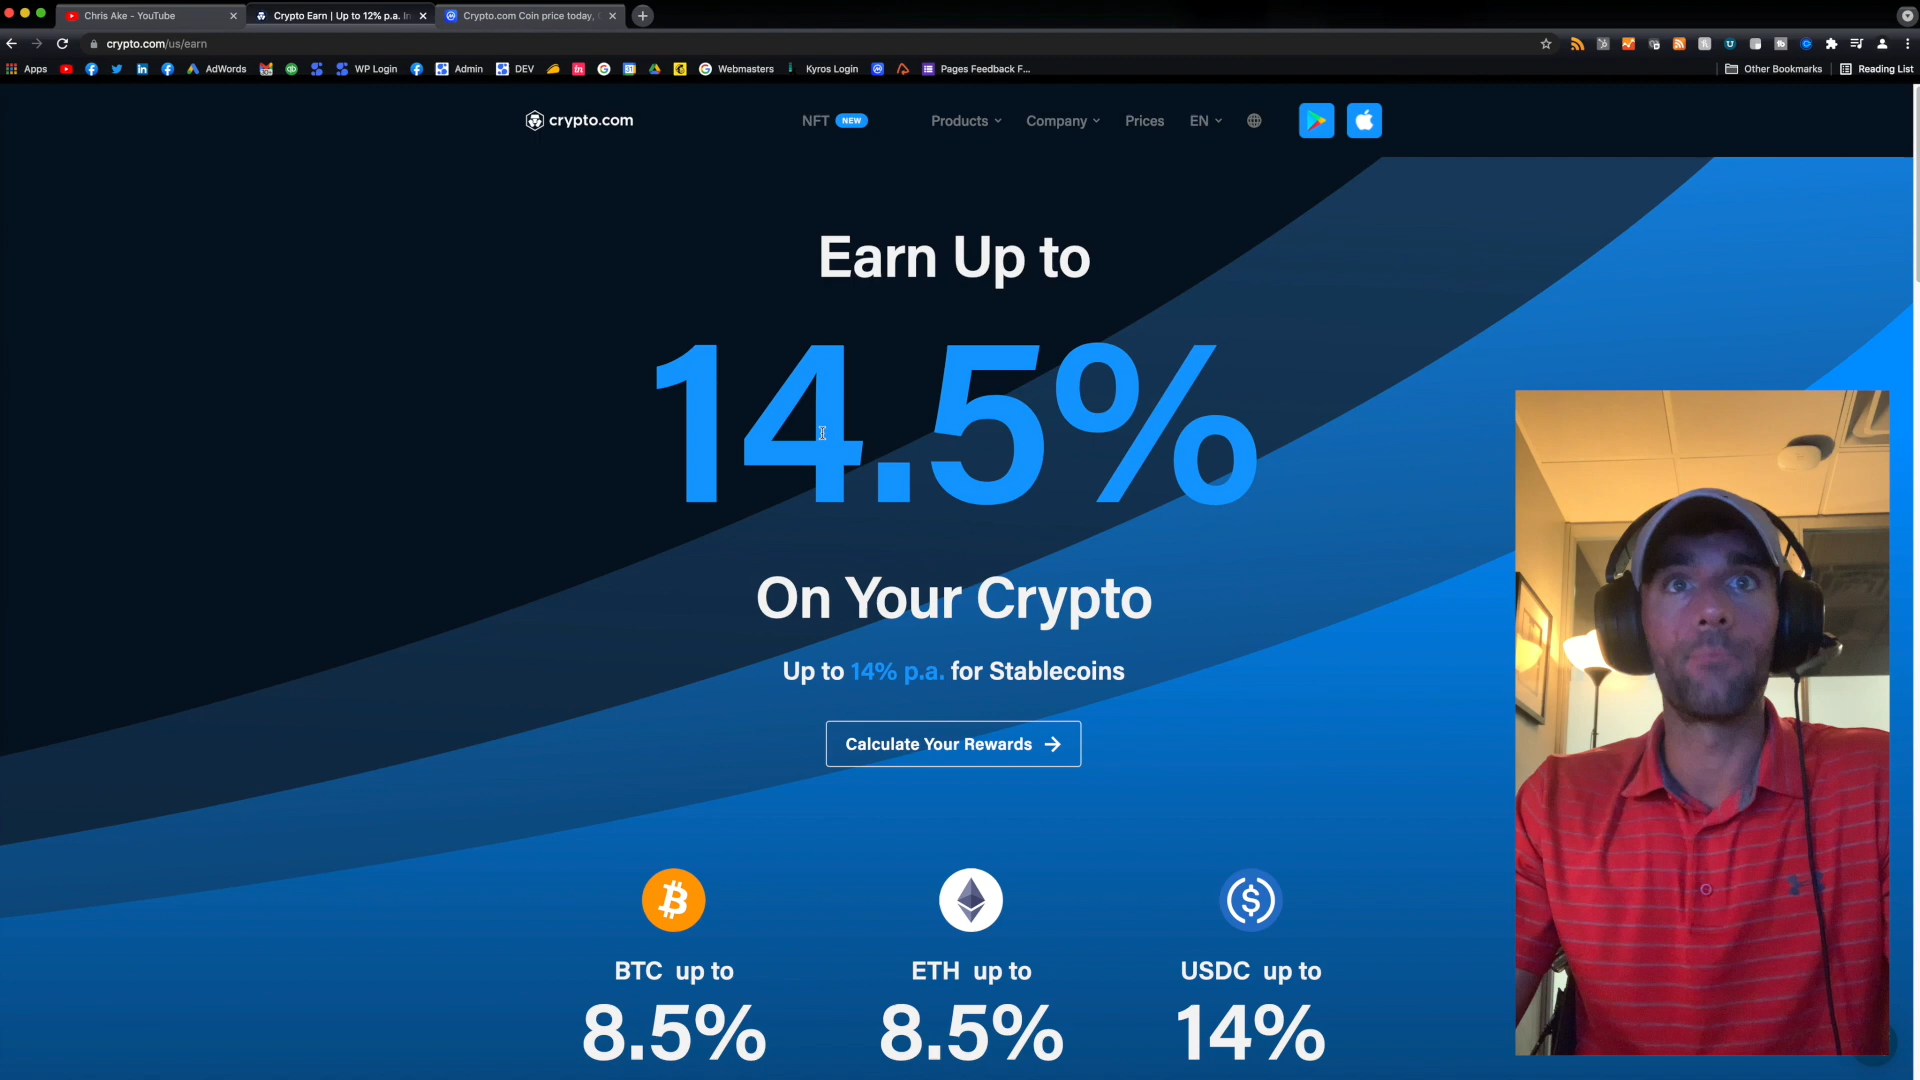 Chris Ake - YouTube
Crypto Earn | Up to 12% p.a. In
Crypto.com Coin price today,
crypto.com/us/earn
Apps
AdWords
WP Login
Admin
DEV
Webmasters
Kyros Login
Pages Feedback F...
Other Bookmarks
Reading List
crypto.com
NFT NEW
Products
Company
Prices
EN
Earn Up to
14.5%
On Your Crypto
Up to 14% p.a. for Stablecoins
Calculate Your Rewards →
BTC up to
8.5%
ETH up to
8.5%
USDC up to
14%